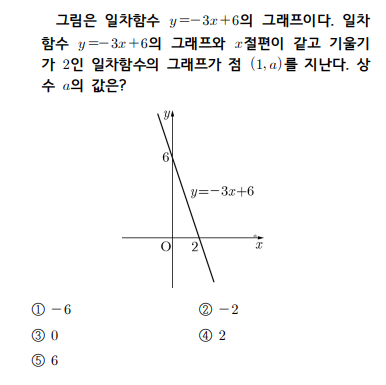 그림은 일차함수 y=-3x+6의 그래프이다. 일차
함수 y=-3x+6의 그래프와 x절편이 같고 기울기
가 2인 일차함수의 그래프가 점 (1, a)를 지난다. 상
수 a의 값은?
y
6
y=-3x+6
O 2 x
① -6 ② -2
③ 0 ④ 2
⑤ 6